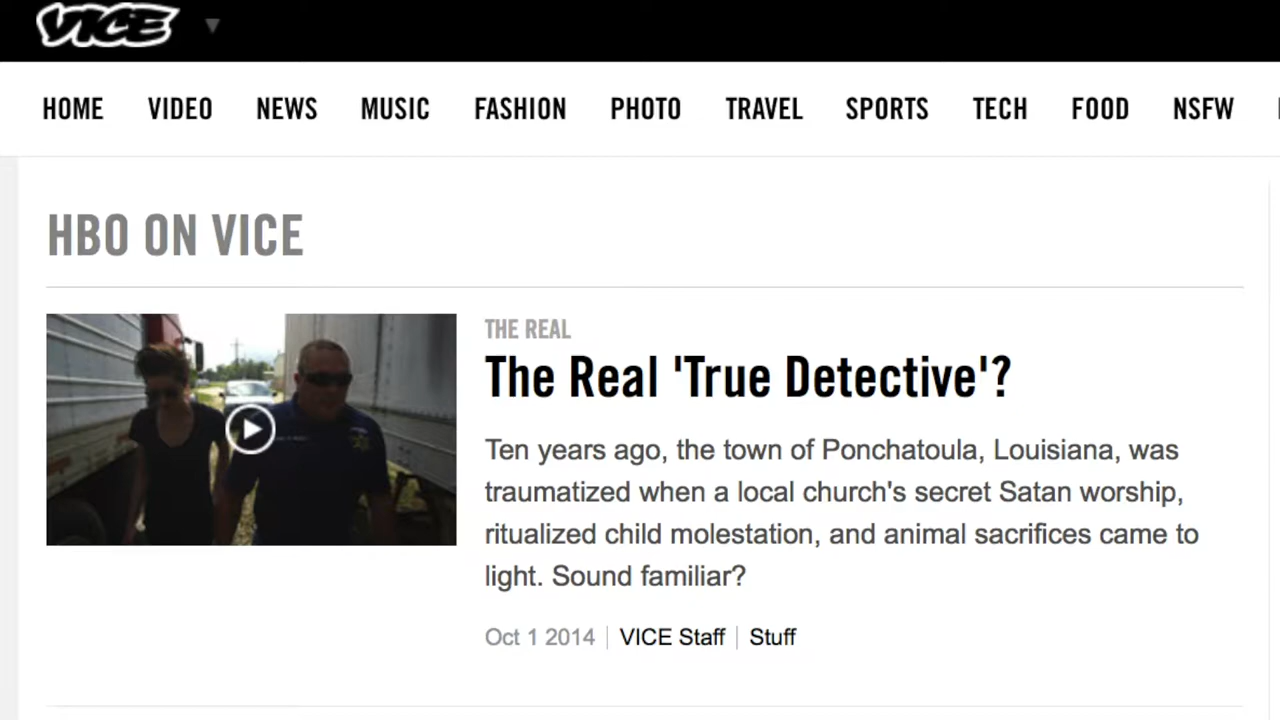 VICE
HOME VIDEO NEWS MUSIC FASHION PHOTO TRAVEL SPORTS TECH FOOD NSFW
HBO ON VICE
THE REAL
The Real 'True Detective'?
Ten years ago, the town of Ponchatoula, Louisiana, was
traumatized when a local church's secret Satan worship,
ritualized child molestation, and animal sacrifices came to
light. Sound familiar?
Oct 1 2014 | VICE Staff | Stuff